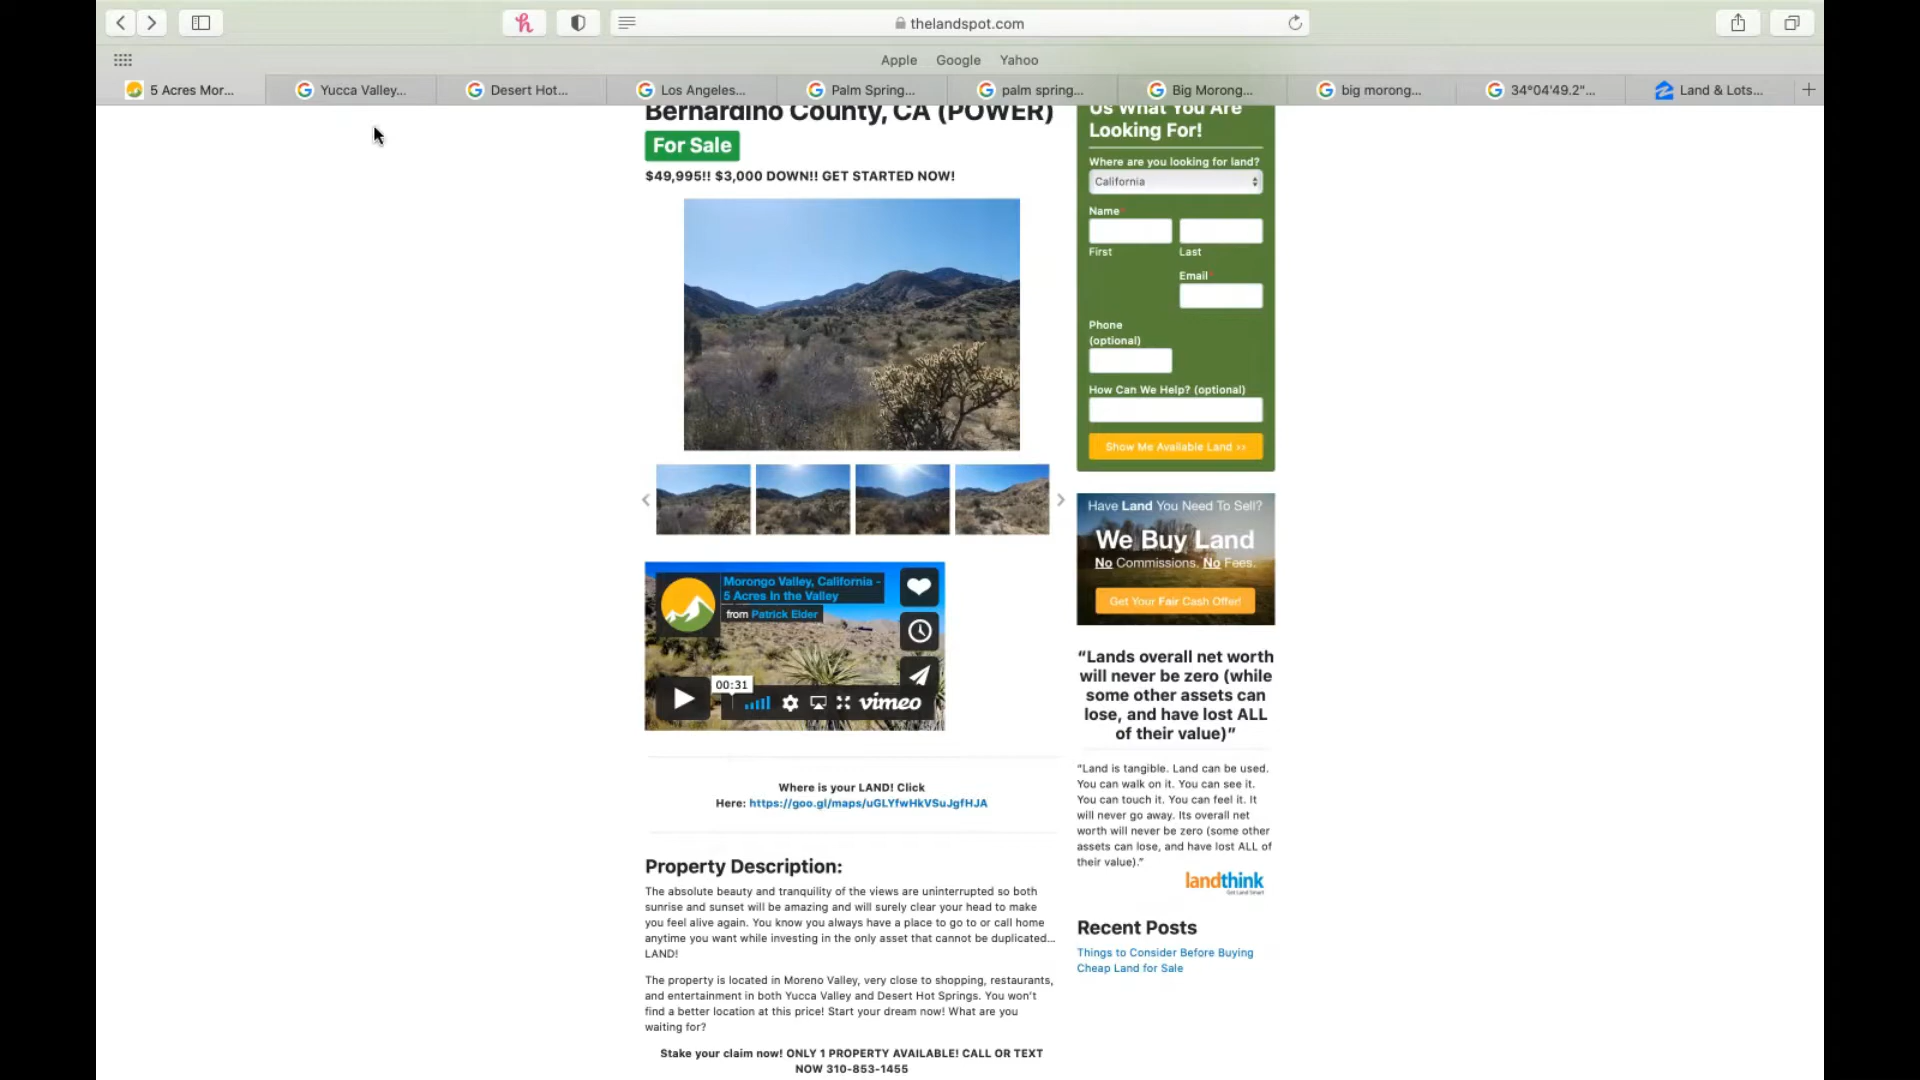 thelandspot.com
Apple Google Yahoo
5 Acres Mor...
Yucca Valley...
Desert Hot...
Los Angeles...
Palm Spring...
palm spring...
Big Morong...
big morong...
34°04'49.2"...
Land & Lots...
Bernardino County, CA (POWER)
For Sale
$49,995!! $3,000 DOWN!! GET STARTED NOW!
Morongo Valley, California -
5 Acres In the Valley
from Patrick Elder
00:31
vimeo
Where is your LAND! Click
Here: https://goo.gl/maps/uGLYfwHkVSuJgfHJA
Property Description:
The absolute beauty and tranquility of the views are uninterrupted so both
sunrise and sunset will be amazing and will surely clear your head to make
you feel alive again. You know you always have a place to go to or call home
anytime you want while investing in the only asset that cannot be duplicated...
LAND!
The property is located in Moreno Valley, very close to shopping, restaurants,
and entertainment in both Yucca Valley and Desert Hot Springs. You won't
find a better location at this price! Start your dream now! What are you
waiting for?
Stake your claim now! ONLY 1 PROPERTY AVAILABLE! CALL OR TEXT
NOW 310-853-1455
Us What You Are
Looking For!
Where are you looking for land?
California
Name*
First Last
Email*
Phone
(optional)
How Can We Help? (optional)
Show Me Available Land >>
Have Land You Need To Sell?
We Buy Land
No Commissions. No Fees.
Get Your Fair Cash Offer!
“Lands overall net worth
will never be zero (while
some other assets can
lose, and have lost ALL
of their value)”
“Land is tangible. Land can be used.
You can walk on it. You can see it.
You can touch it. You can feel it. It
will never go away. Its overall net
worth will never be zero (some other
assets can lose, and have lost ALL of
their value).”
landthink
Get Land Smart
Recent Posts
Things to Consider Before Buying
Cheap Land for Sale